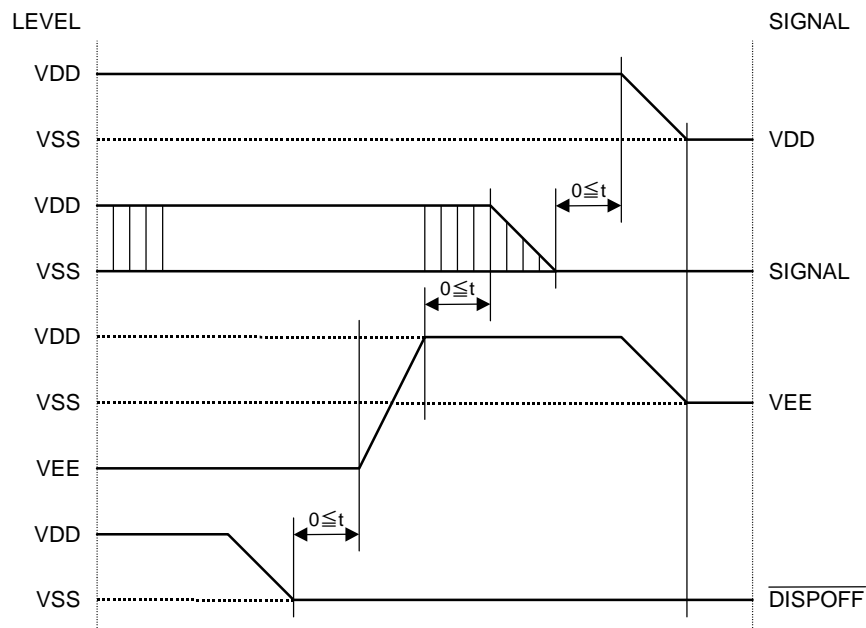 LEVEL SIGNAL
VDD
VSS VDD
VDD 0≦t
VSS SIGNAL
0≦t
VDD
VSS VEE
VEE
VDD 0≦t
VSS DISPOFF